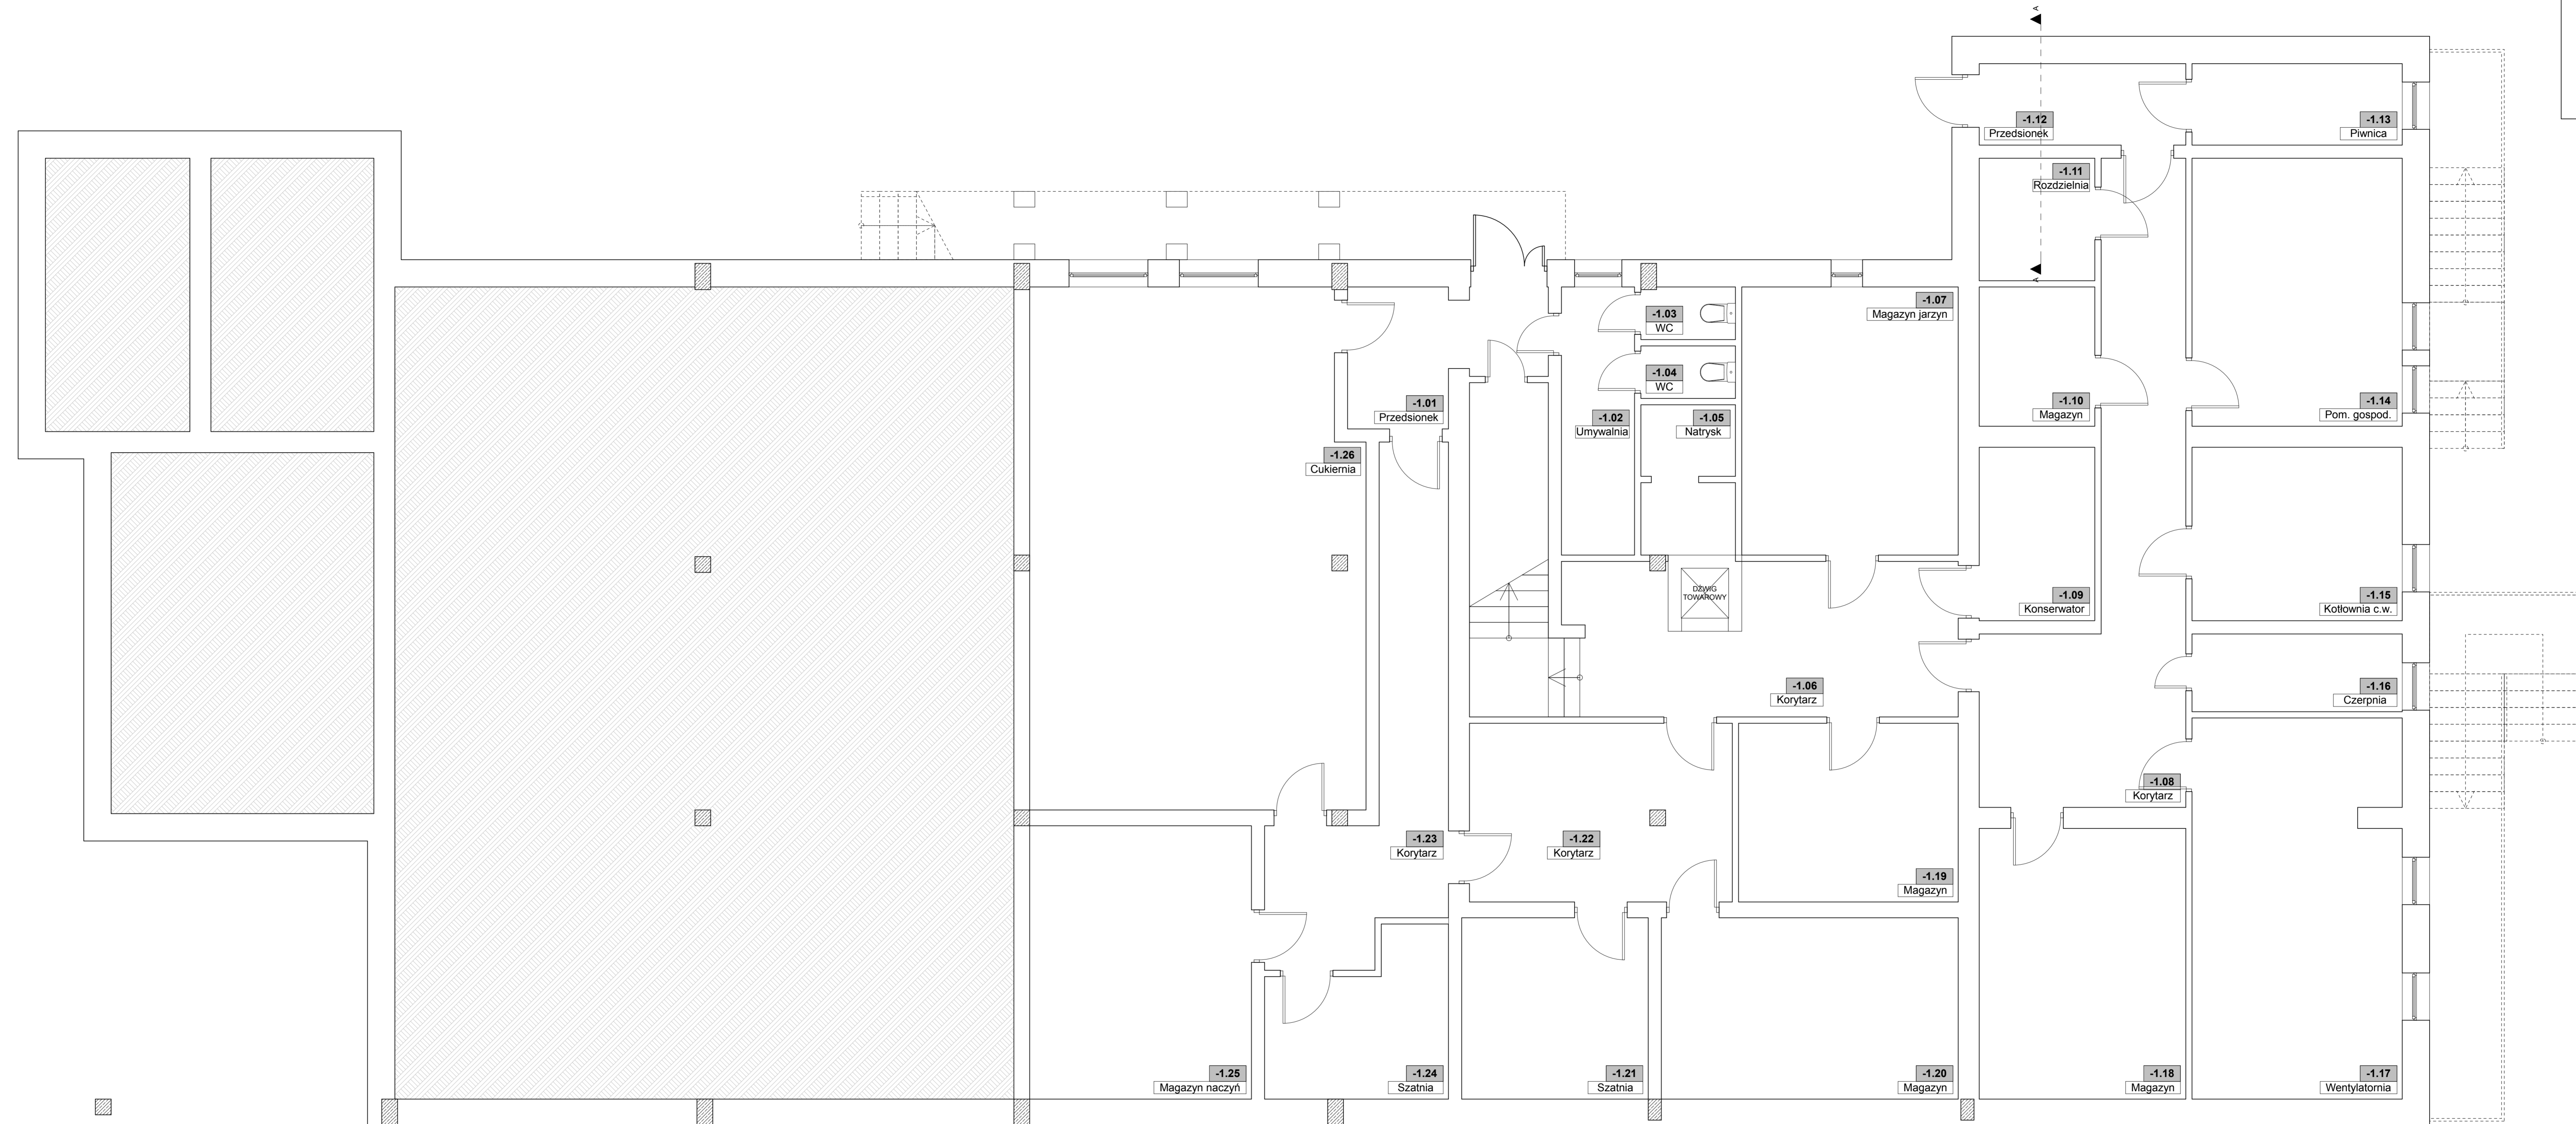 A
-1.12
Przedsionek
-1.13
Piwnica
-1.11
Rozdzielnia
A
-1.03
WC
-1.07
Magazyn jarzyn
-1.04
WC
-1.01
Przedsionek
-1.02
Umywalnia
-1.05
Natrysk
-1.10
Magazyn
-1.14
Pom. gospod.
-1.26
Cukiernia
DŹWIG
TOWAROWY
-1.09
Konserwator
-1.15
Kotłownia c.w.
-1.06
Korytarz
-1.16
Czerpnia
-1.08
Korytarz
-1.23
Korytarz
-1.22
Korytarz
-1.19
Magazyn
-1.25
Magazyn naczyń
-1.24
Szatnia
-1.21
Szatnia
-1.20
Magazyn
-1.18
Magazyn
-1.17
Wentylatornia